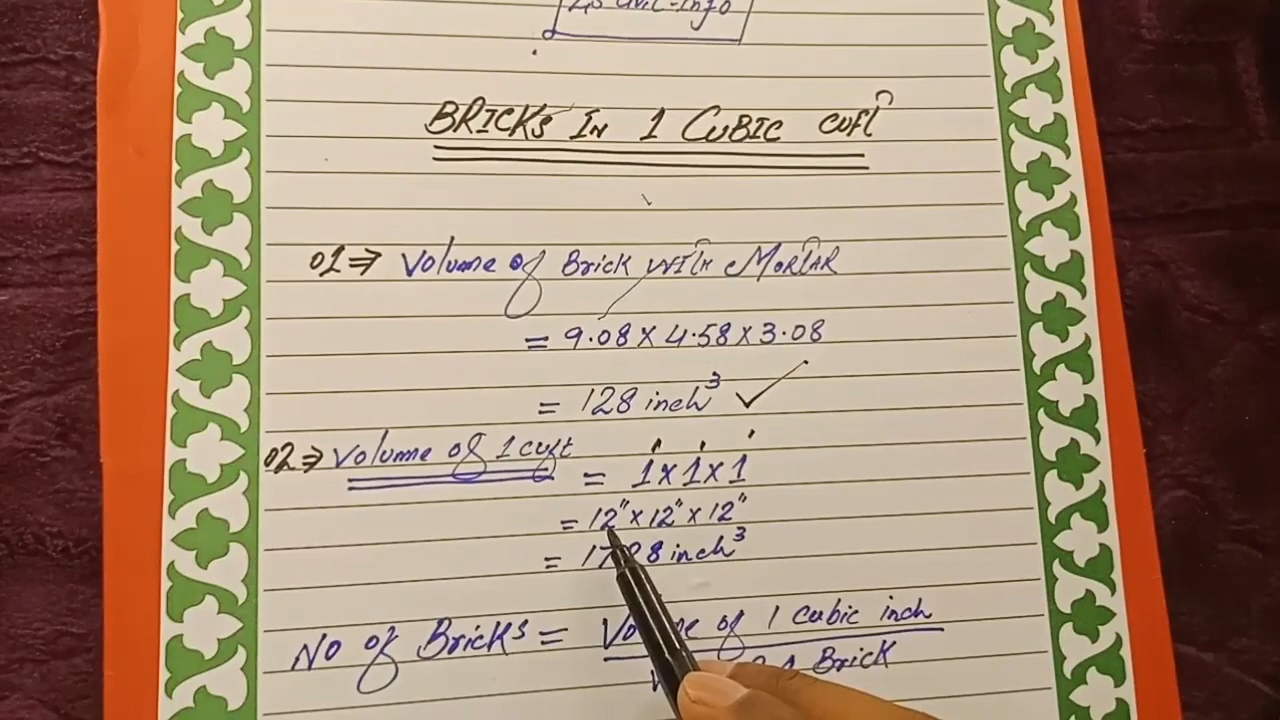 BRICKS IN 1 CUBIC cuft
01⇒ Volume of Brick WITH MORTAR
= 9.08 X 4.58 X 3.08
= 128 inch³ ✓
02⇒ Volume of 1 cuft = 1' x 1' x 1'
= 12" x 12" x 12"
= 1728 inch³
No of Bricks = Volume of 1 cubic inch
Brick